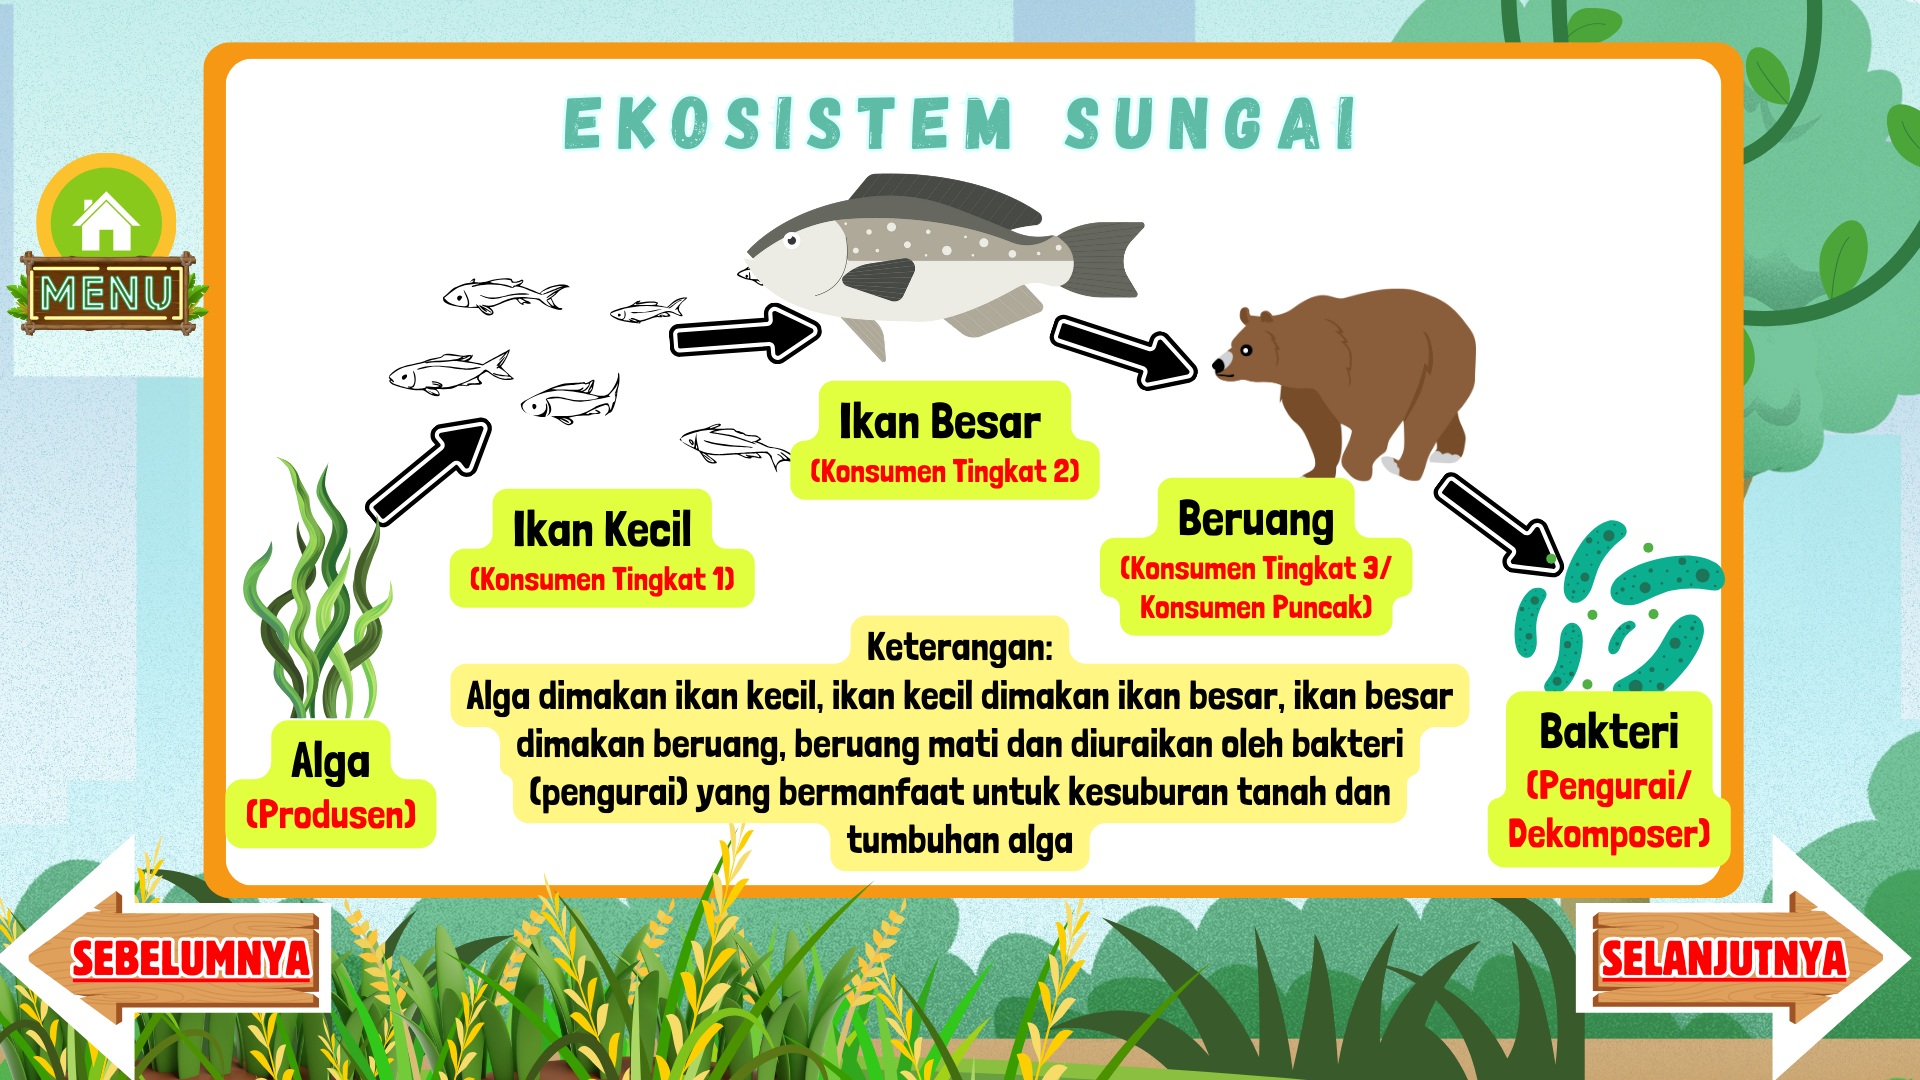 EKOSISTEM SUNGAI
MENU
Ikan Besar
(Konsumen Tingkat 2)
Ikan Kecil
(Konsumen Tingkat 1)
Beruang
(Konsumen Tingkat 3/
Konsumen Puncak)
Keterangan:
Alga dimakan ikan kecil, ikan kecil dimakan ikan besar, ikan besar
dimakan beruang, beruang mati dan diuraikan oleh bakteri
(pengurai) yang bermanfaat untuk kesuburan tanah dan
tumbuhan alga
Alga
(Produsen)
Bakteri
(Pengurai/
Dekomposer)
SEBELUMNYA
SELANJUTNYA